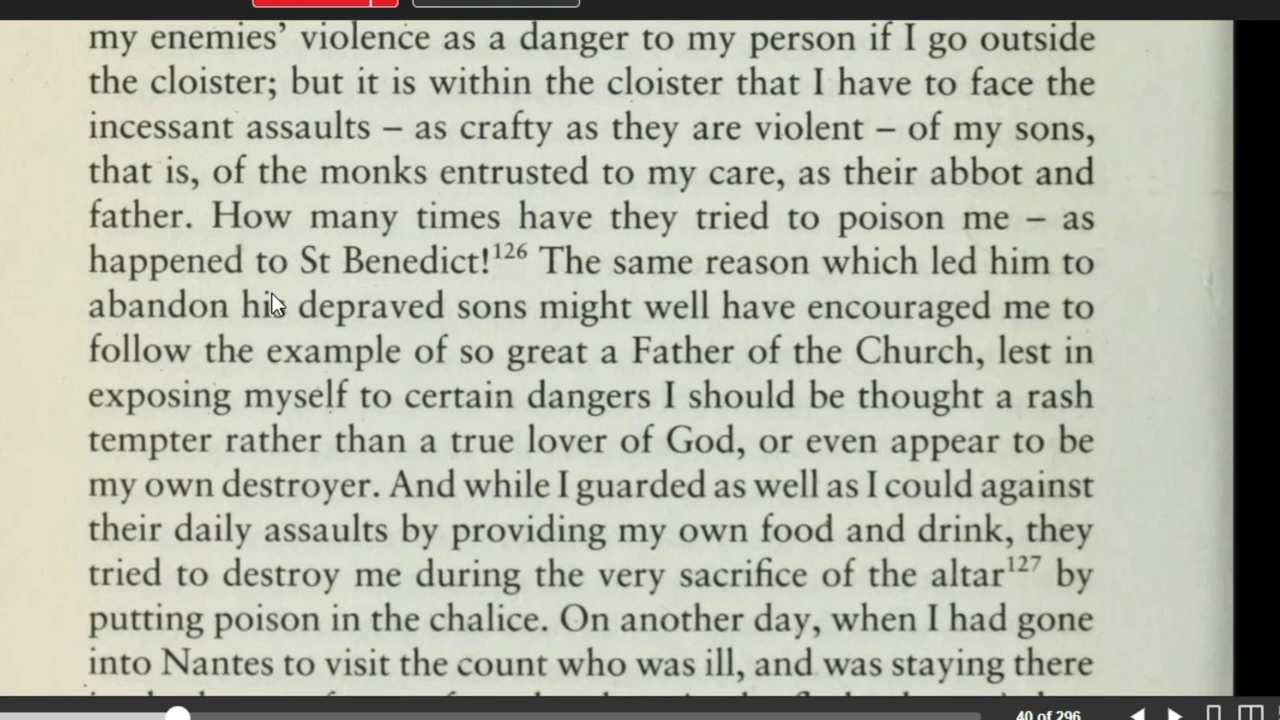 my enemies’ violence as a danger to my person if I go outside
the cloister; but it is within the cloister that I have to face the
incessant assaults – as crafty as they are violent – of my sons,
that is, of the monks entrusted to my care, as their abbot and
father. How many times have they tried to poison me – as
happened to St Benedict!126 The same reason which led him to
abandon his depraved sons might well have encouraged me to
follow the example of so great a Father of the Church, lest in
exposing myself to certain dangers I should be thought a rash
tempter rather than a true lover of God, or even appear to be
my own destroyer. And while I guarded as well as I could against
their daily assaults by providing my own food and drink, they
tried to destroy me during the very sacrifice of the altar127 by
putting poison in the chalice. On another day, when I had gone
into Nantes to visit the count who was ill, and was staying there
40 of 296